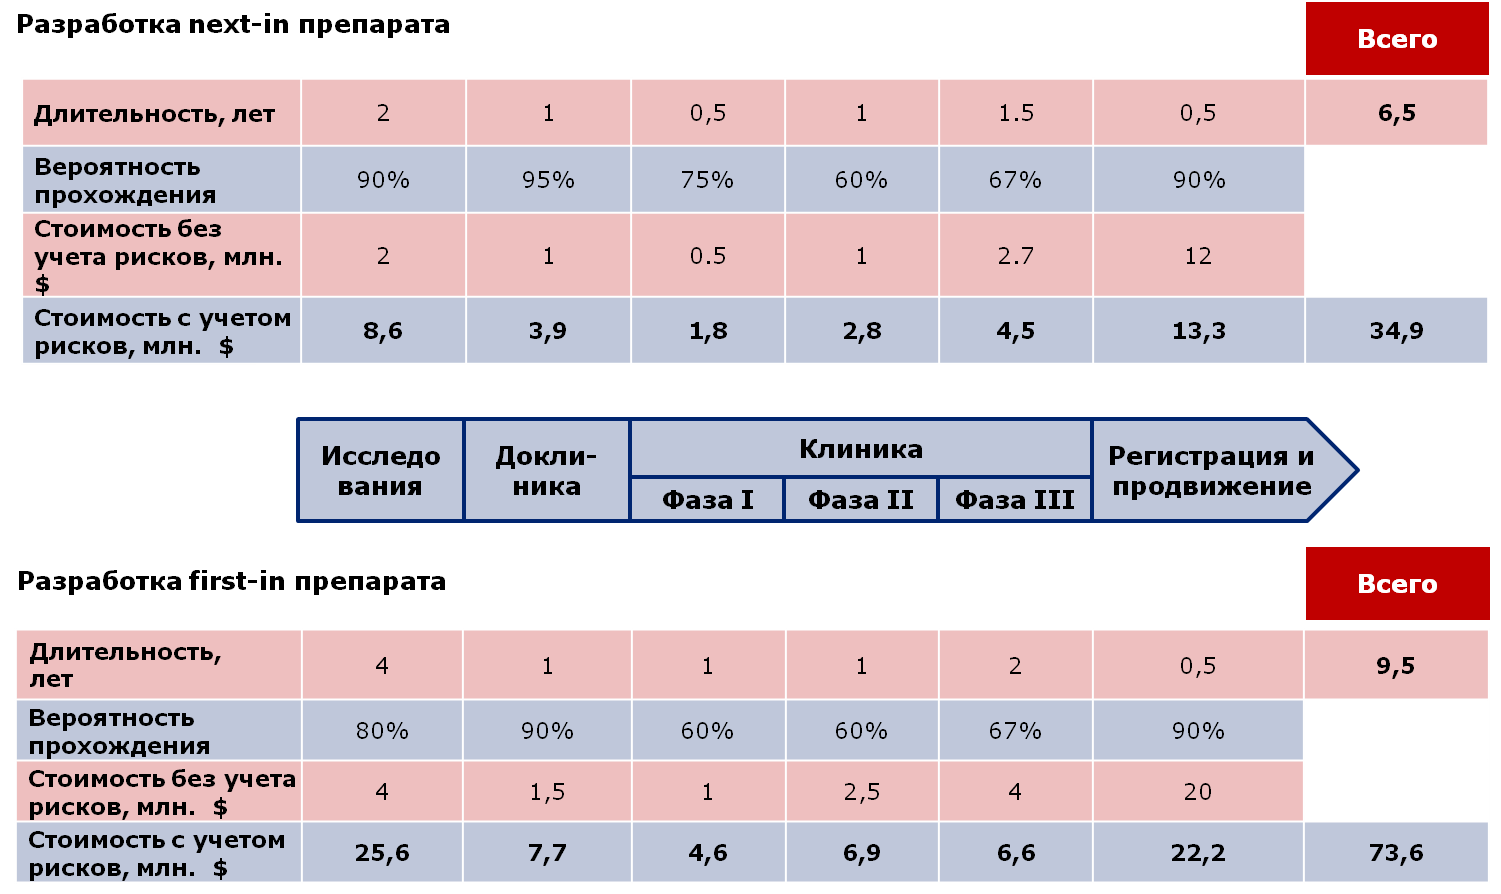 Разработка next-in препарата
Всего
Длительность, лет 2 1 0,5 1 1.5 0,5 6,5
Вероятность
прохождения 90% 95% 75% 60% 67% 90%
Стоимость без
учета рисков, млн.
$ 2 1 0.5 1 2.7 12
Стоимость с учетом
рисков, млн. $ 8,6 3,9 1,8 2,8 4,5 13,3 34,9
Исследо
вания
Докли-
ника
Клиника
Фаза I Фаза II Фаза III
Регистрация и
продвижение
Разработка first-in препарата
Всего
Длительность,
лет 4 1 1 1 2 0,5 9,5
Вероятность
прохождения 80% 90% 60% 60% 67% 90%
Стоимость без учета
рисков, млн. $ 4 1,5 1 2,5 4 20
Стоимость с учетом
рисков, млн. $ 25,6 7,7 4,6 6,9 6,6 22,2 73,6